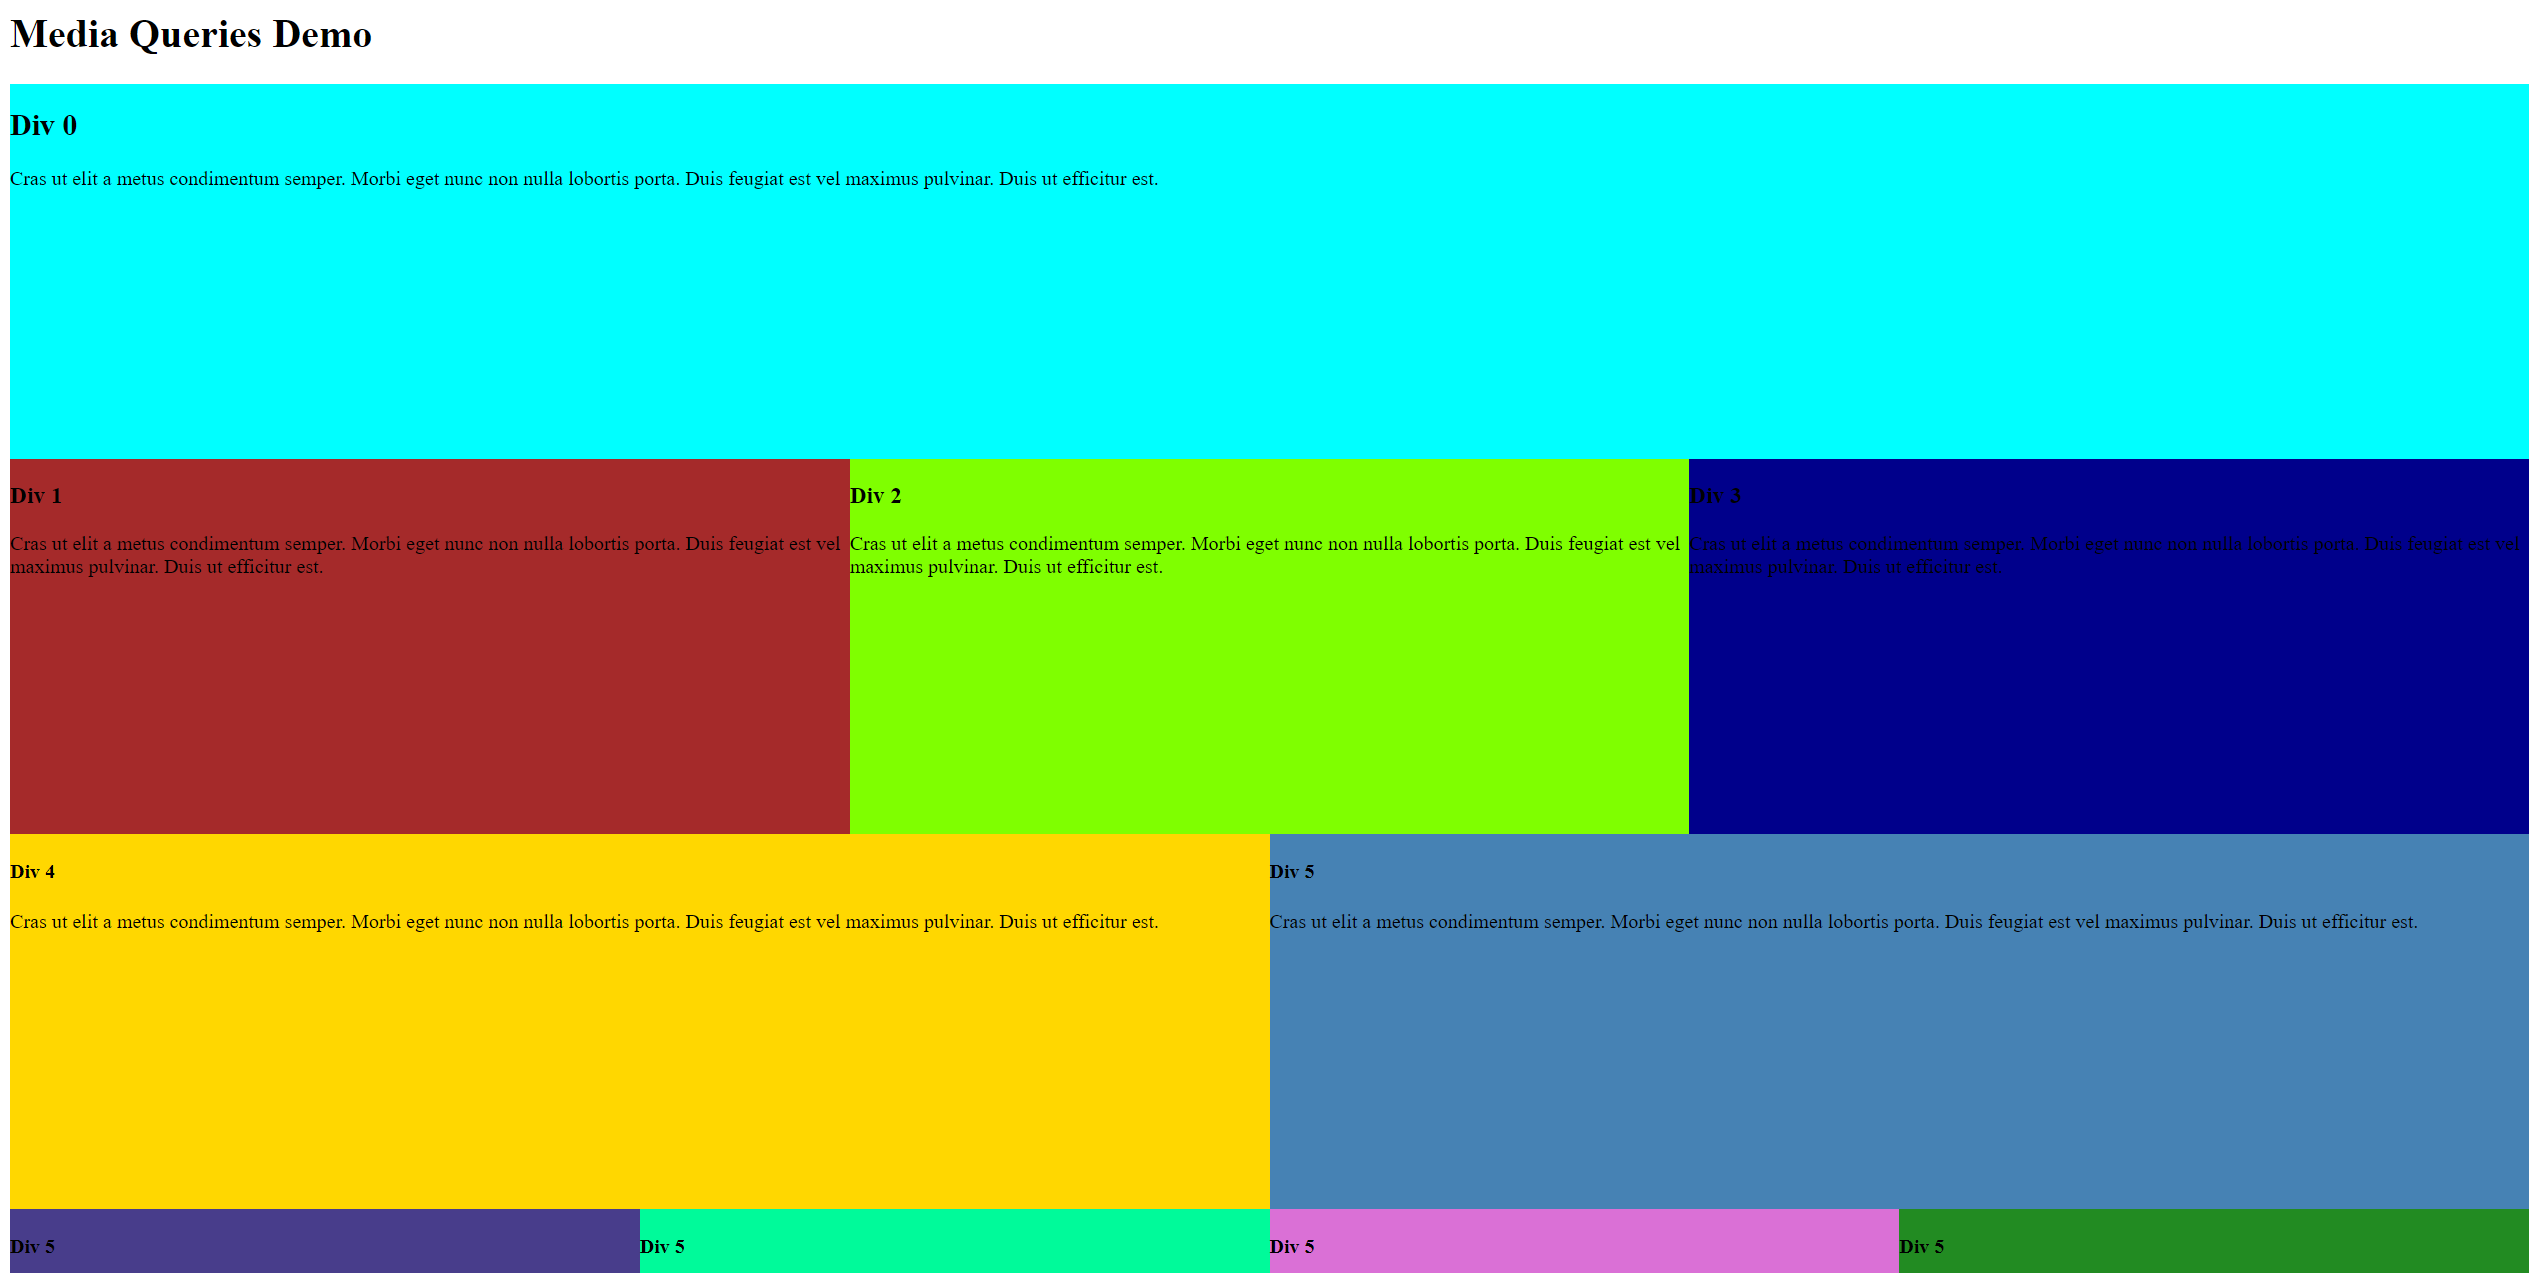 Media Queries Demo
Div 0
Cras ut elit a metus condimentum semper. Morbi eget nunc non nulla lobortis porta. Duis feugiat est vel maximus pulvinar. Duis ut efficitur est.
Div 1
Cras ut elit a metus condimentum semper. Morbi eget nunc non nulla lobortis porta. Duis feugiat est vel
maximus pulvinar. Duis ut efficitur est.
Div 2
Cras ut elit a metus condimentum semper. Morbi eget nunc non nulla lobortis porta. Duis feugiat est vel
maximus pulvinar. Duis ut efficitur est.
Div 3
Cras ut elit a metus condimentum semper. Morbi eget nunc non nulla lobortis porta. Duis feugiat est vel
maximus pulvinar. Duis ut efficitur est.
Div 4
Cras ut elit a metus condimentum semper. Morbi eget nunc non nulla lobortis porta. Duis feugiat est vel maximus pulvinar. Duis ut efficitur est.
Div 5
Cras ut elit a metus condimentum semper. Morbi eget nunc non nulla lobortis porta. Duis feugiat est vel maximus pulvinar. Duis ut efficitur est.
Div 5
Div 5
Div 5
Div 5